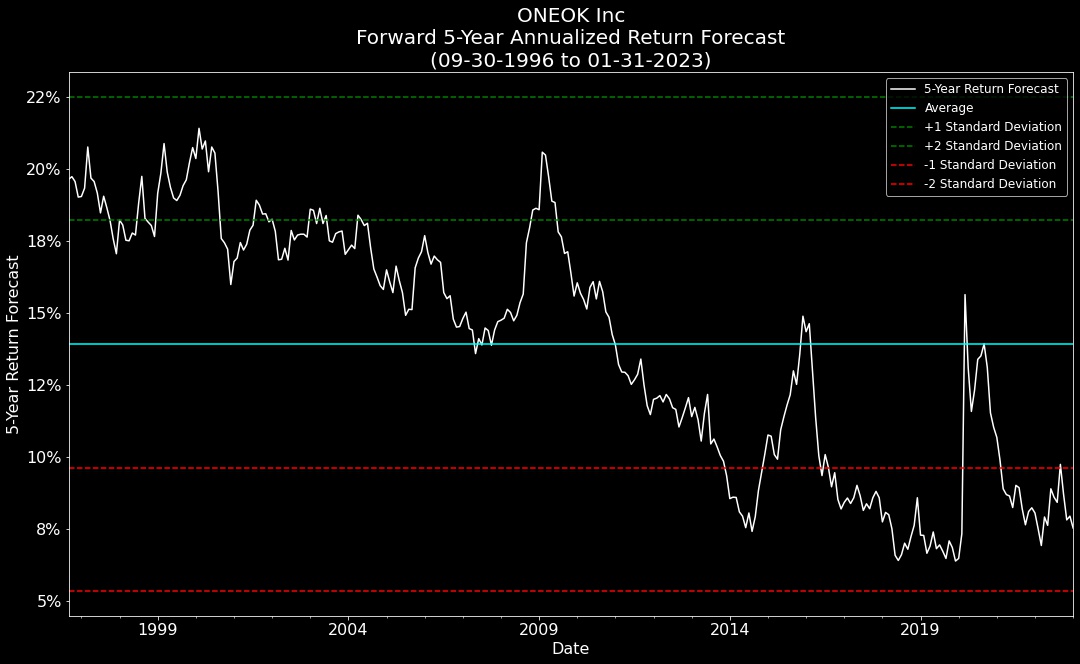 ONEOK Inc
Forward 5-Year Annualized Return Forecast
(09-30-1996 to 01-31-2023)
5-Year Return Forecast
Average
+1 Standard Deviation
+2 Standard Deviation
-1 Standard Deviation
-2 Standard Deviation
22%
20%
18%
15%
12%
10%
8%
5%
5-Year Return Forecast
1999
2004
2009
2014
2019
Date